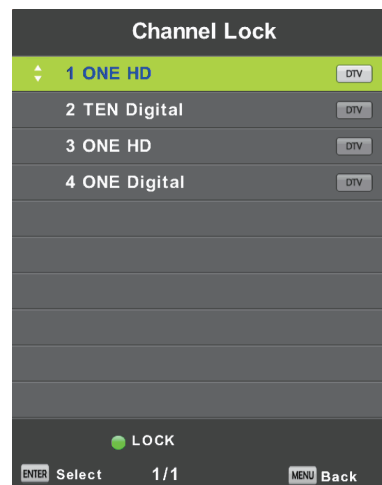 Channel Lock
1 ONE HD DTV
2 TEN Digital DTV
3 ONE HD DTV
4 ONE Digital DTV
LOCK
ENTER Select 1/1 MENU Back